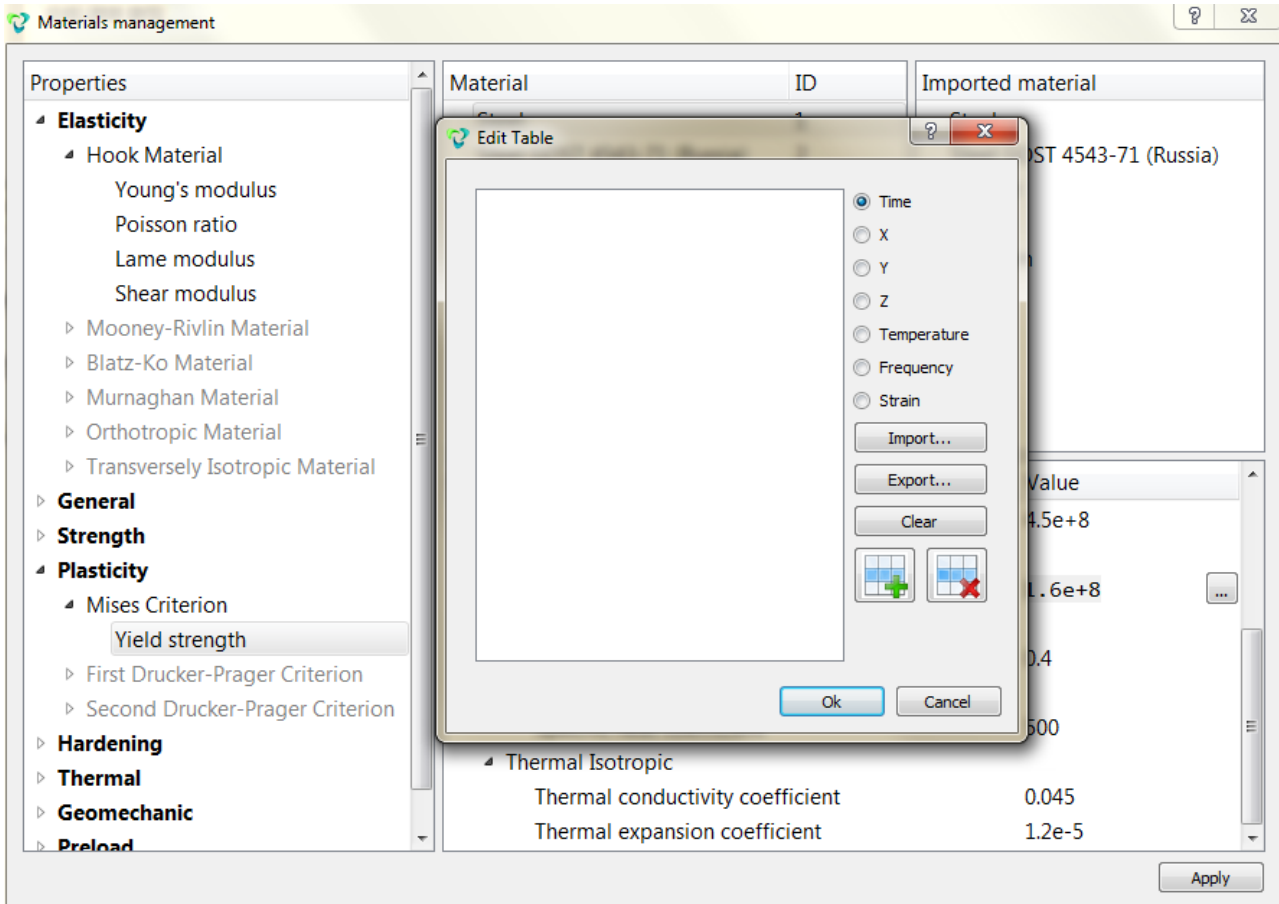 Materials management
Properties
Elasticity
Hook Material
Young's modulus
Poisson ratio
Lame modulus
Shear modulus
Mooney-Rivlin Material
Blatz-Ko Material
Murnaghan Material
Orthotropic Material
Transversely Isotropic Material
General
Strength
Plasticity
Mises Criterion
Yield strength
First Drucker-Prager Criterion
Second Drucker-Prager Criterion
Hardening
Thermal
Geomechanic
Preload
Material ID
Imported material
ST 4543-71 (Russia)
Edit Table
Time
X
Y
Z
Temperature
Frequency
Strain
Import...
Export...
Clear
Ok Cancel
Value
4.5e+8
1.6e+8 ...
0.4
500
Thermal Isotropic
Thermal conductivity coefficient 0.045
Thermal expansion coefficient 1.2e-5
Apply